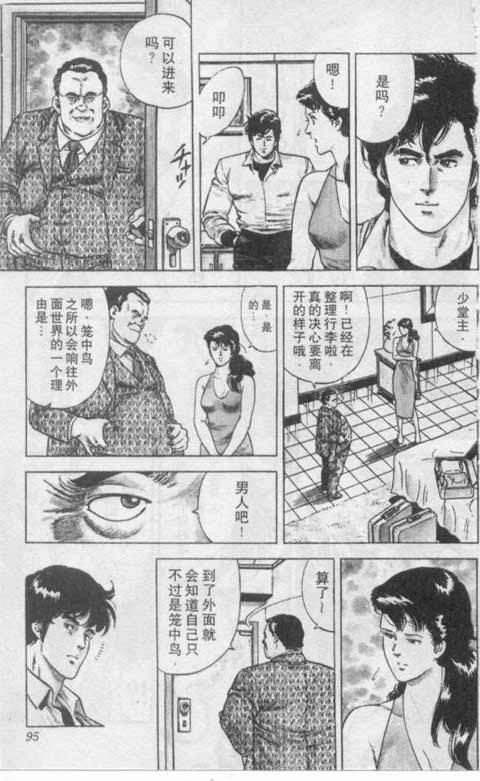 是吗？
嗯！
叩叩
可以进来
吗？
チャッ
少堂主．
啊！已经在
整理行李啦．
真的决心要离
开的样子哦．
是．是
的…
嗯．笼中鸟
之所以会响往外
面世界的一个理
由是…
男人吧！
算了～
到了外面就
会知道自己只
不过是笼中鸟．
95